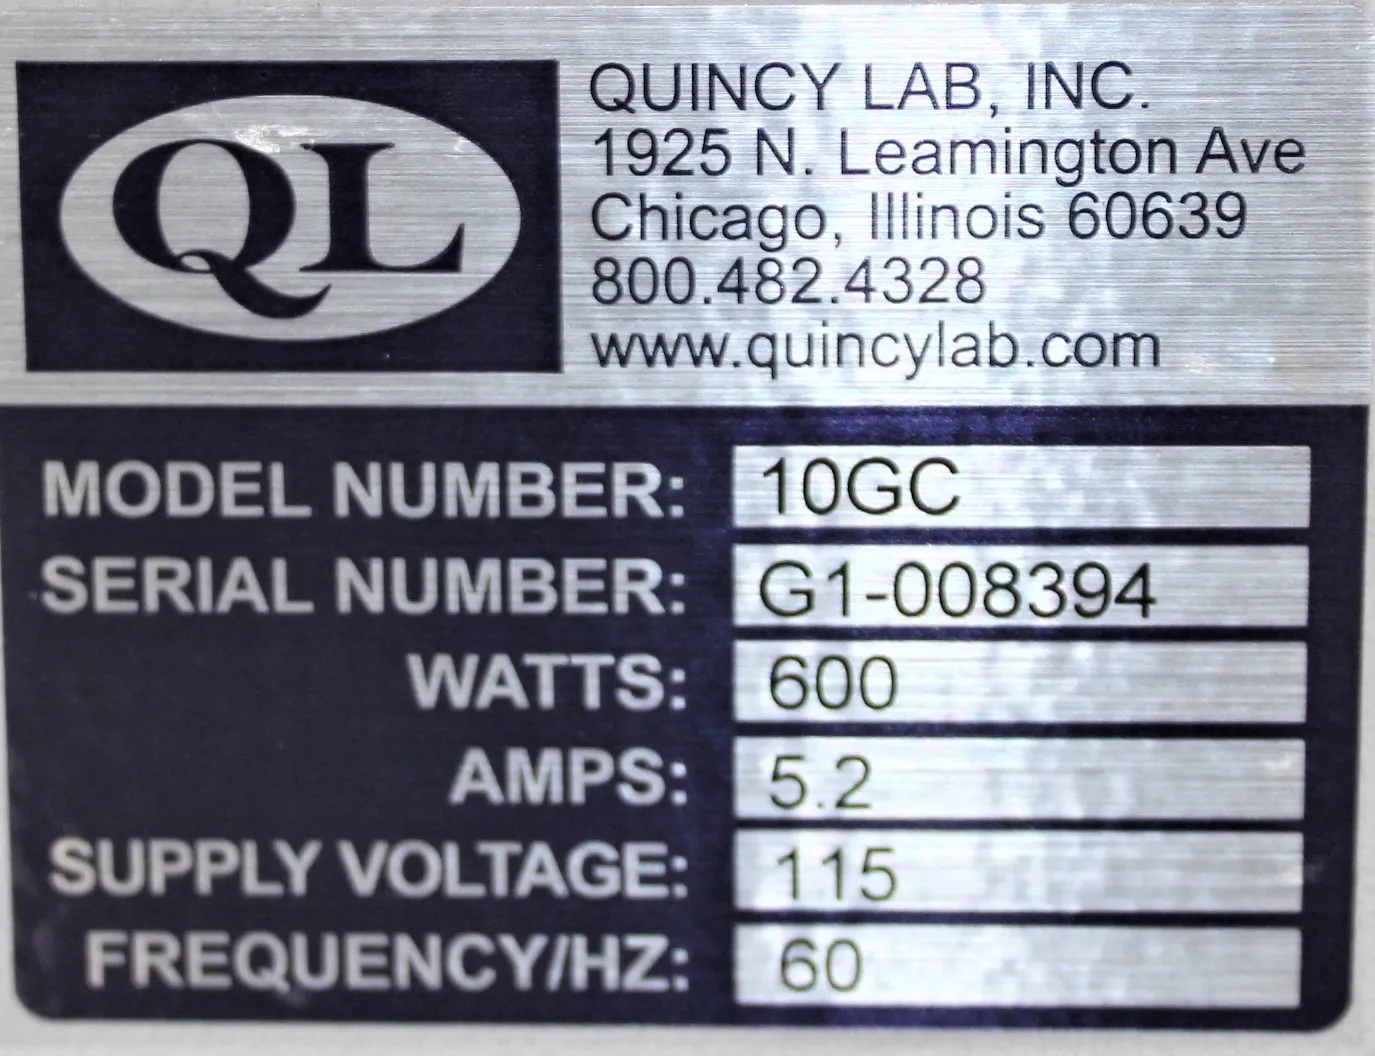 QL
QUINCY LAB, INC.
1925 N. Leamington Ave
Chicago, Illinois 60639
800.482.4328
www.quincylab.com
MODEL NUMBER: 10GC
SERIAL NUMBER: G1-008394
WATTS: 600
AMPS: 5.2
SUPPLY VOLTAGE: 115
FREQUENCY/HZ: 60